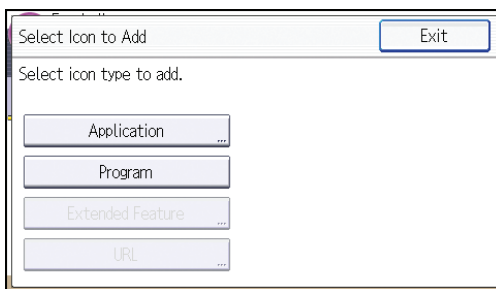 Select Icon to Add
Exit
Select icon type to add.
Application
...
Program
Extended Feature
...
URL
...